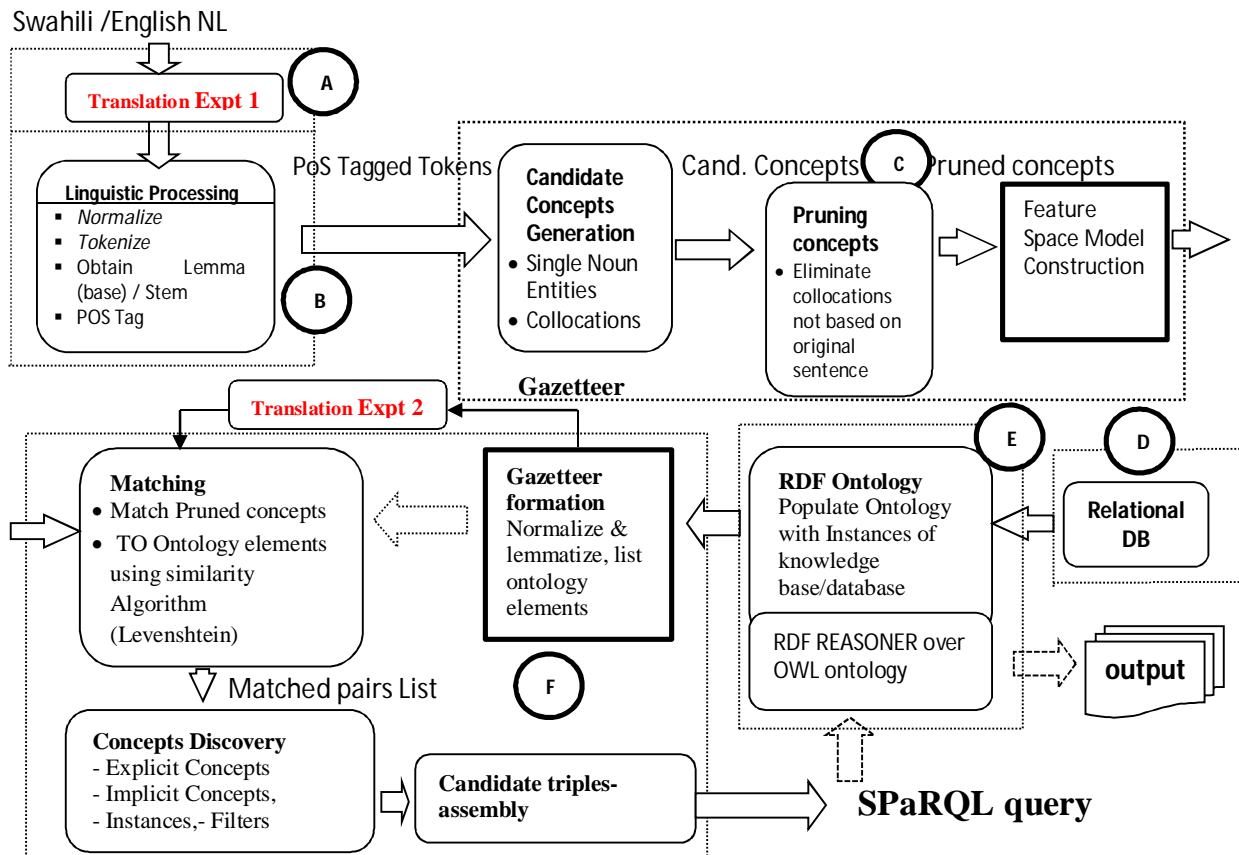 Swahili /English NL
A
Translation Expt 1
PoS Tagged Tokens
Linguistic Processing
▪ Normalize
▪ Tokenize
▪ Obtain Lemma
(base) / Stem
▪ POS Tag
B
Candidate
Concepts
Generation
• Single Noun
Entities
• Collocations
Cand. Concepts
C
Pruned concepts
Pruning
concepts
• Eliminate
collocations
not based on
original
sentence
Feature
Space Model
Construction
Gazetteer
Translation Expt 2
Matching
• Match Pruned concepts
• TO Ontology elements
using similarity
Algorithm
(Levenshtein)
Gazetteer
formation
Normalize &
lemmatize, list
ontology
elements
E
D
RDF Ontology
Populate Ontology
with Instances of
knowledge
base/database
Relational
DB
RDF REASONER over
OWL ontology
output
F
Matched pairs List
Concepts Discovery
- Explicit Concepts
- Implicit Concepts,
- Instances,- Filters
Candidate triples-
assembly
SPaRQL query